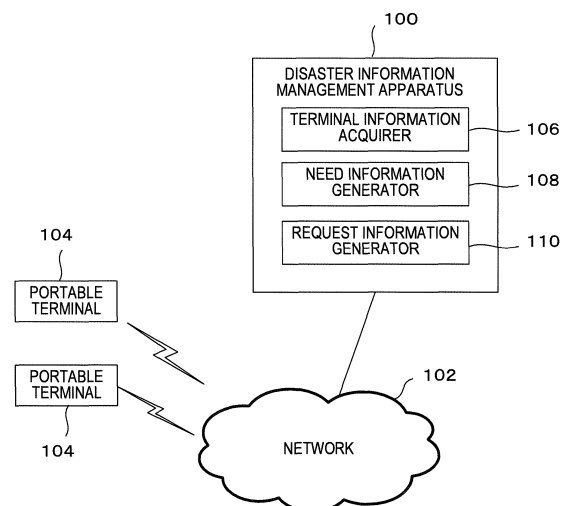 100
DISASTER INFORMATION
MANAGEMENT APPARATUS
TERMINAL INFORMATION
ACQUIRER
106
NEED INFORMATION
GENERATOR
108
REQUEST INFORMATION
GENERATOR
110
104
PORTABLE
TERMINAL
PORTABLE
TERMINAL
104
102
NETWORK